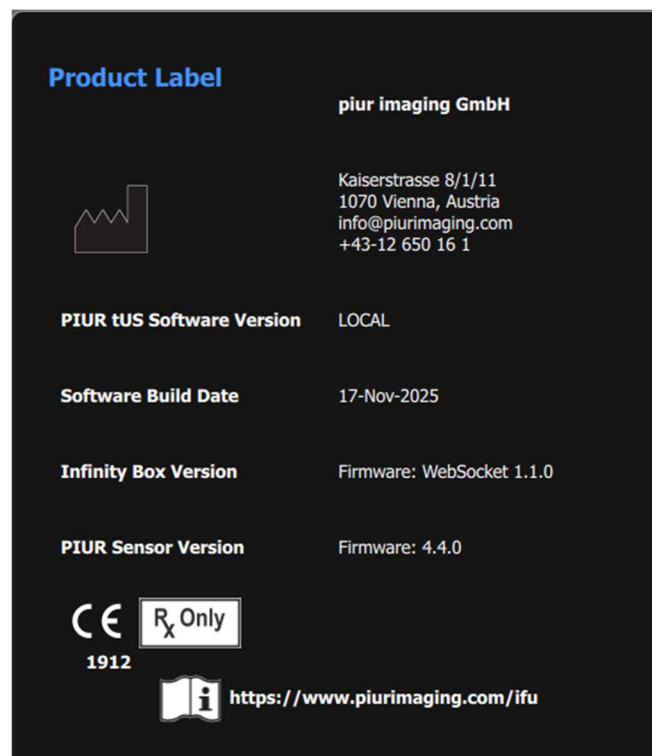 Product Label
piur imaging GmbH
Kaiserstrasse 8/1/11
1070 Vienna, Austria
info@piurimaging.com
+43-12 650 16 1
PIUR tUS Software Version LOCAL
Software Build Date 17-Nov-2025
Infinity Box Version Firmware: WebSocket 1.1.0
PIUR Sensor Version Firmware: 4.4.0
CE Rx Only
1912
i https://www.piurimaging.com/ifu